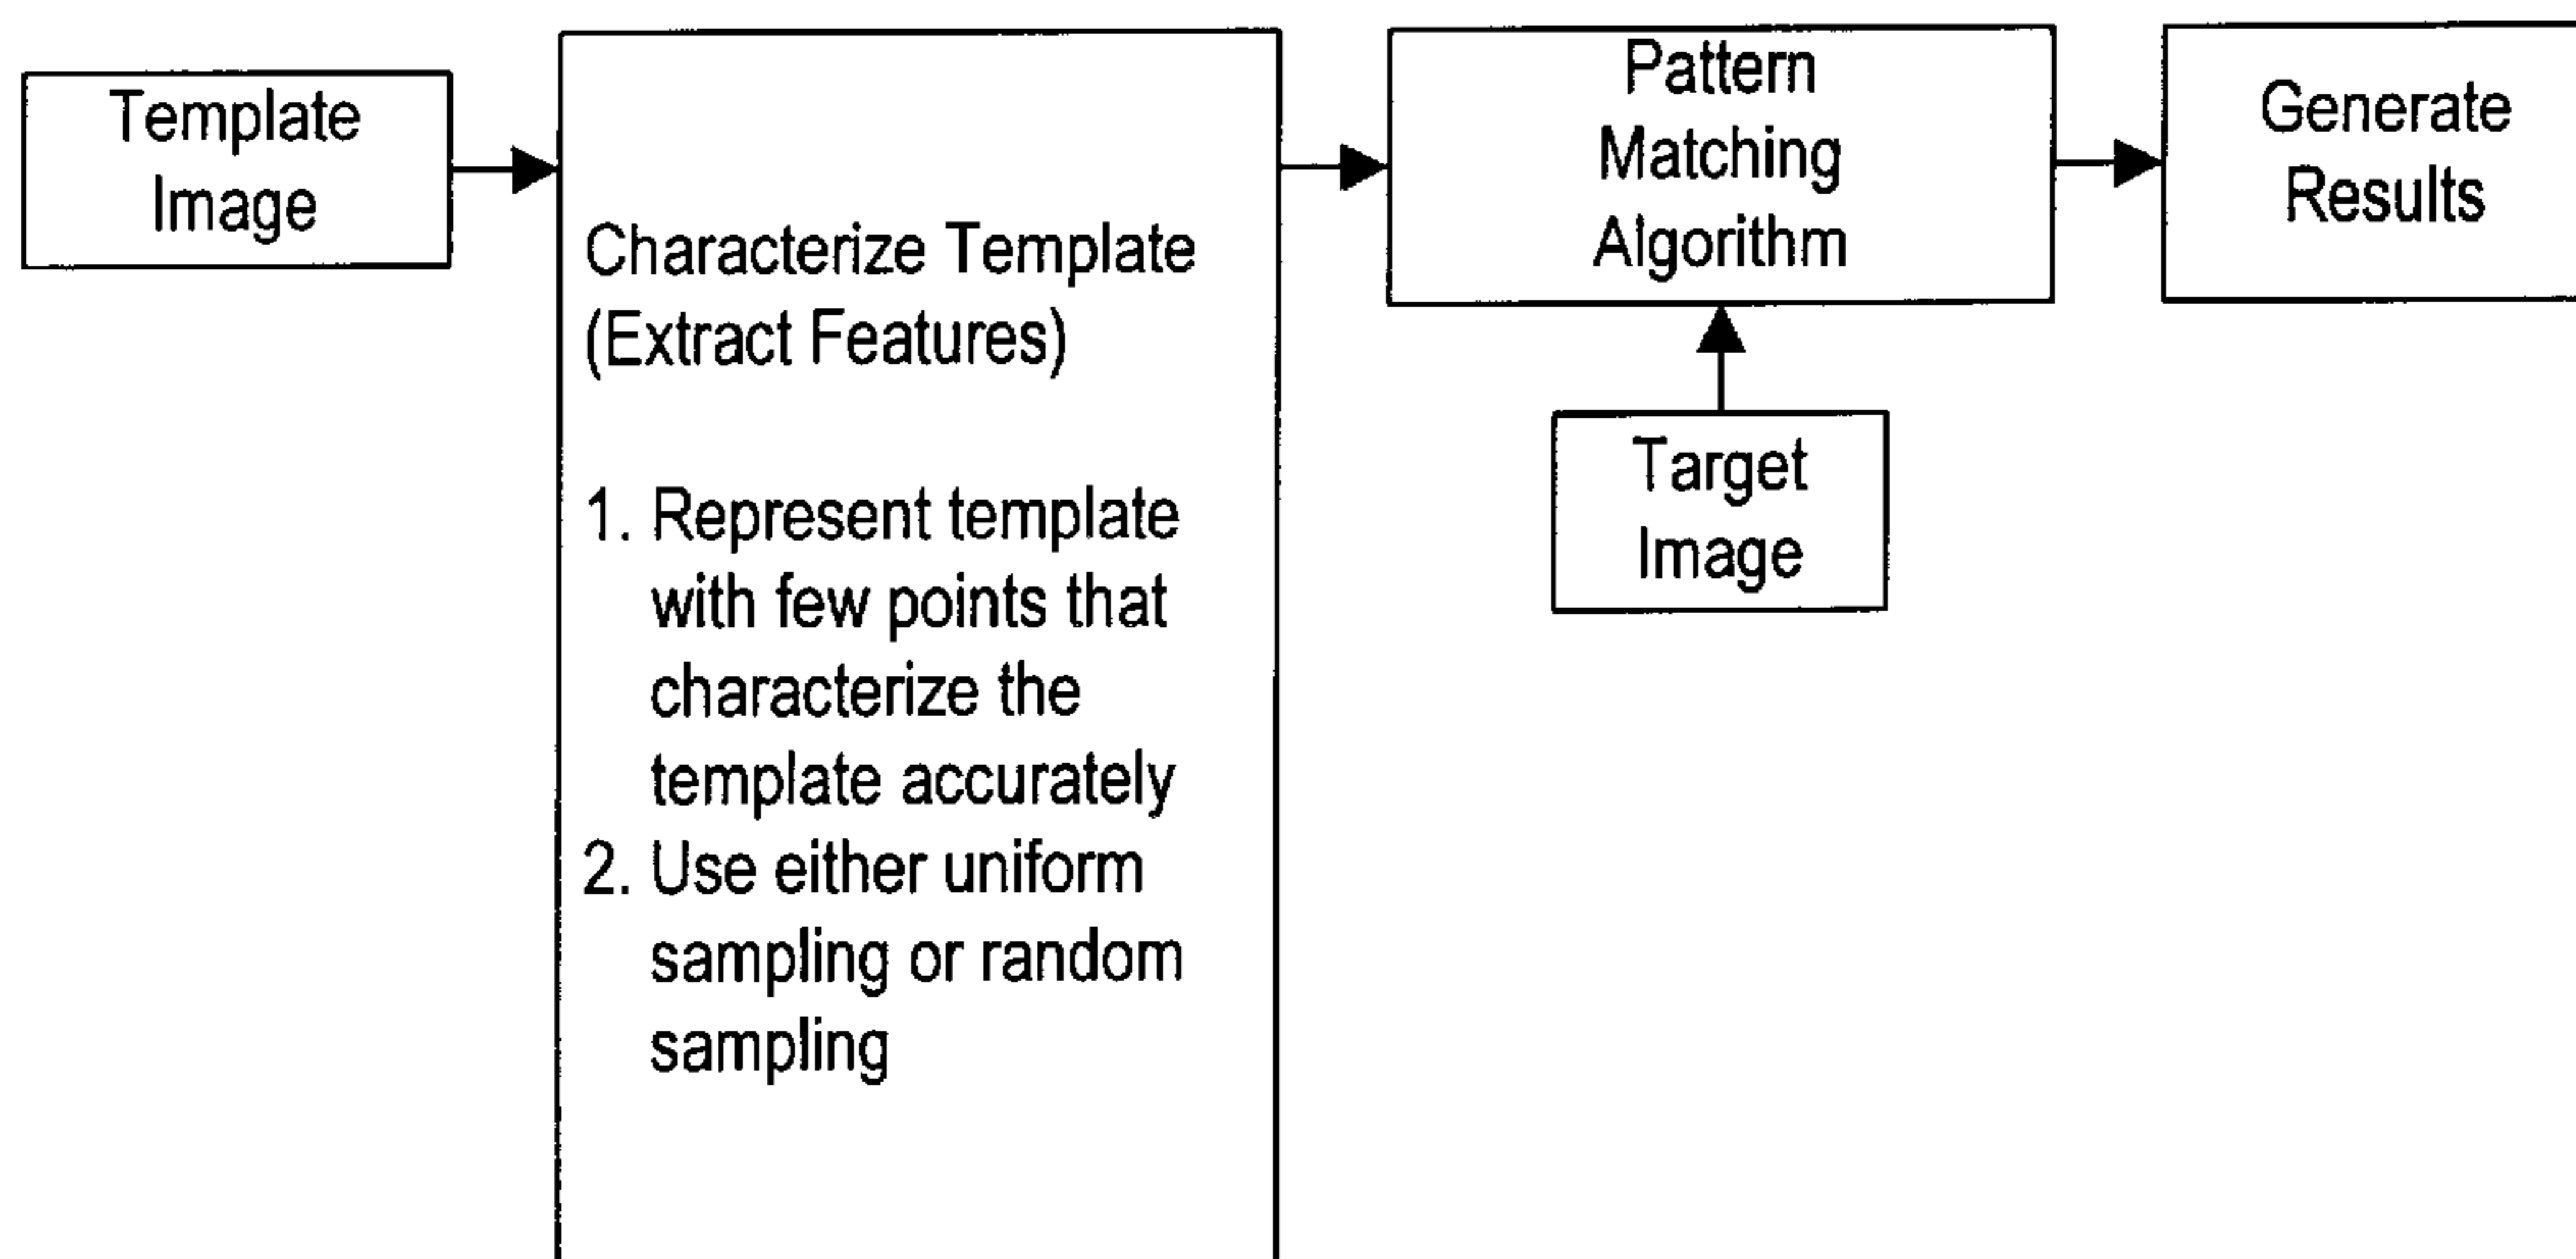 Template
Image
Characterize Template
(Extract Features)
1. Represent template
with few points that
characterize the
template accurately
2. Use either uniform
sampling or random
sampling
Pattern
Matching
Algorithm
Target
Image
Generate
Results